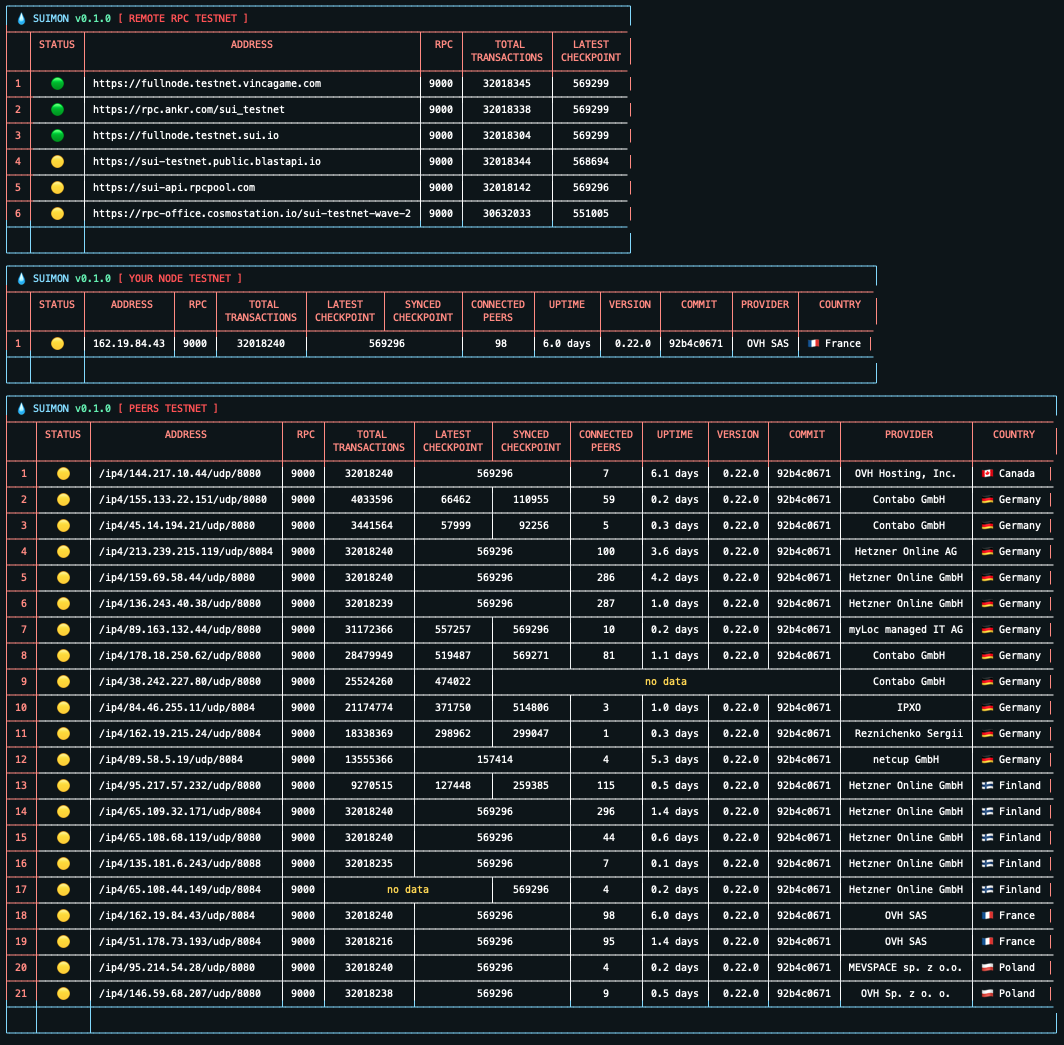 SUIMON v0.1.0 [ REMOTE RPC TESTNET ]
STATUS ADDRESS RPC TOTAL TRANSACTIONS LATEST CHECKPOINT
1 https://fullnode.testnet.vincagame.com 9000 32018345 569299
2 https://rpc.ankr.com/sui_testnet 9000 32018338 569299
3 https://fullnode.testnet.sui.io 9000 32018304 569299
4 https://sui-testnet.public.blastapi.io 9000 32018344 568694
5 https://sui-api.rpcpool.com 9000 32018142 569296
6 https://rpc-office.cosmostation.io/sui-testnet-wave-2 9000 30632033 551005
SUIMON v0.1.0 [ YOUR NODE TESTNET ]
STATUS ADDRESS RPC TOTAL TRANSACTIONS LATEST CHECKPOINT SYNCED CHECKPOINT CONNECTED PEERS UPTIME VERSION COMMIT PROVIDER COUNTRY
1 162.19.84.43 9000 32018240 569296 98 6.0 days 0.22.0 92b4c0671 OVH SAS France
SUIMON v0.1.0 [ PEERS TESTNET ]
STATUS ADDRESS RPC TOTAL TRANSACTIONS LATEST CHECKPOINT SYNCED CHECKPOINT CONNECTED PEERS UPTIME VERSION COMMIT PROVIDER COUNTRY
1 /ip4/144.217.10.44/udp/8080 9000 32018240 569296 7 6.1 days 0.22.0 92b4c0671 OVH Hosting, Inc. Canada
2 /ip4/155.133.22.151/udp/8080 9000 4033596 66462 110955 59 0.2 days 0.22.0 92b4c0671 Contabo GmbH Germany
3 /ip4/45.14.194.21/udp/8080 9000 3441564 57999 92256 5 0.3 days 0.22.0 92b4c0671 Contabo GmbH Germany
4 /ip4/213.239.215.119/udp/8084 9000 32018240 569296 100 3.6 days 0.22.0 92b4c0671 Hetzner Online AG Germany
5 /ip4/159.69.58.44/udp/8080 9000 32018240 569296 286 4.2 days 0.22.0 92b4c0671 Hetzner Online GmbH Germany
6 /ip4/136.243.40.38/udp/8080 9000 32018239 569296 287 1.0 days 0.22.0 92b4c0671 Hetzner Online GmbH Germany
7 /ip4/89.163.132.44/udp/8080 9000 31172366 557257 569296 10 0.2 days 0.22.0 92b4c0671 myLoc managed IT AG Germany
8 /ip4/178.18.250.62/udp/8080 9000 28479949 519487 569271 81 1.1 days 0.22.0 92b4c0671 Contabo GmbH Germany
9 /ip4/38.242.227.80/udp/8080 9000 25524260 474022 no data Contabo GmbH Germany
10 /ip4/84.46.255.11/udp/8084 9000 21174774 371750 514806 3 1.0 days 0.22.0 92b4c0671 IPXO Germany
11 /ip4/162.19.215.24/udp/8084 9000 18338369 298962 299047 1 0.3 days 0.22.0 92b4c0671 Reznichenko Sergii Germany
12 /ip4/89.58.5.19/udp/8084 9000 13555366 157414 4 5.3 days 0.22.0 92b4c0671 netcup GmbH Germany
13 /ip4/95.217.57.232/udp/8080 9000 9270515 127448 259385 115 0.5 days 0.22.0 92b4c0671 Hetzner Online GmbH Finland
14 /ip4/65.109.32.171/udp/8084 9000 32018240 569296 296 1.4 days 0.22.0 92b4c0671 Hetzner Online GmbH Finland
15 /ip4/65.108.68.119/udp/8080 9000 32018240 569296 44 0.6 days 0.22.0 92b4c0671 Hetzner Online GmbH Finland
16 /ip4/135.181.6.243/udp/8088 9000 32018235 569296 7 0.1 days 0.22.0 92b4c0671 Hetzner Online GmbH Finland
17 /ip4/65.108.44.149/udp/8084 9000 no data 569296 4 0.2 days 0.22.0 92b4c0671 Hetzner Online GmbH Finland
18 /ip4/162.19.84.43/udp/8084 9000 32018240 569296 98 6.0 days 0.22.0 92b4c0671 OVH SAS France
19 /ip4/51.178.73.193/udp/8084 9000 32018216 569296 95 1.4 days 0.22.0 92b4c0671 OVH SAS France
20 /ip4/95.214.54.28/udp/8080 9000 32018240 569296 4 0.2 days 0.22.0 92b4c0671 MEVSPACE sp. z o.o. Poland
21 /ip4/146.59.68.207/udp/8080 9000 32018238 569296 9 0.5 days 0.22.0 92b4c0671 OVH Sp. z o. o. Poland